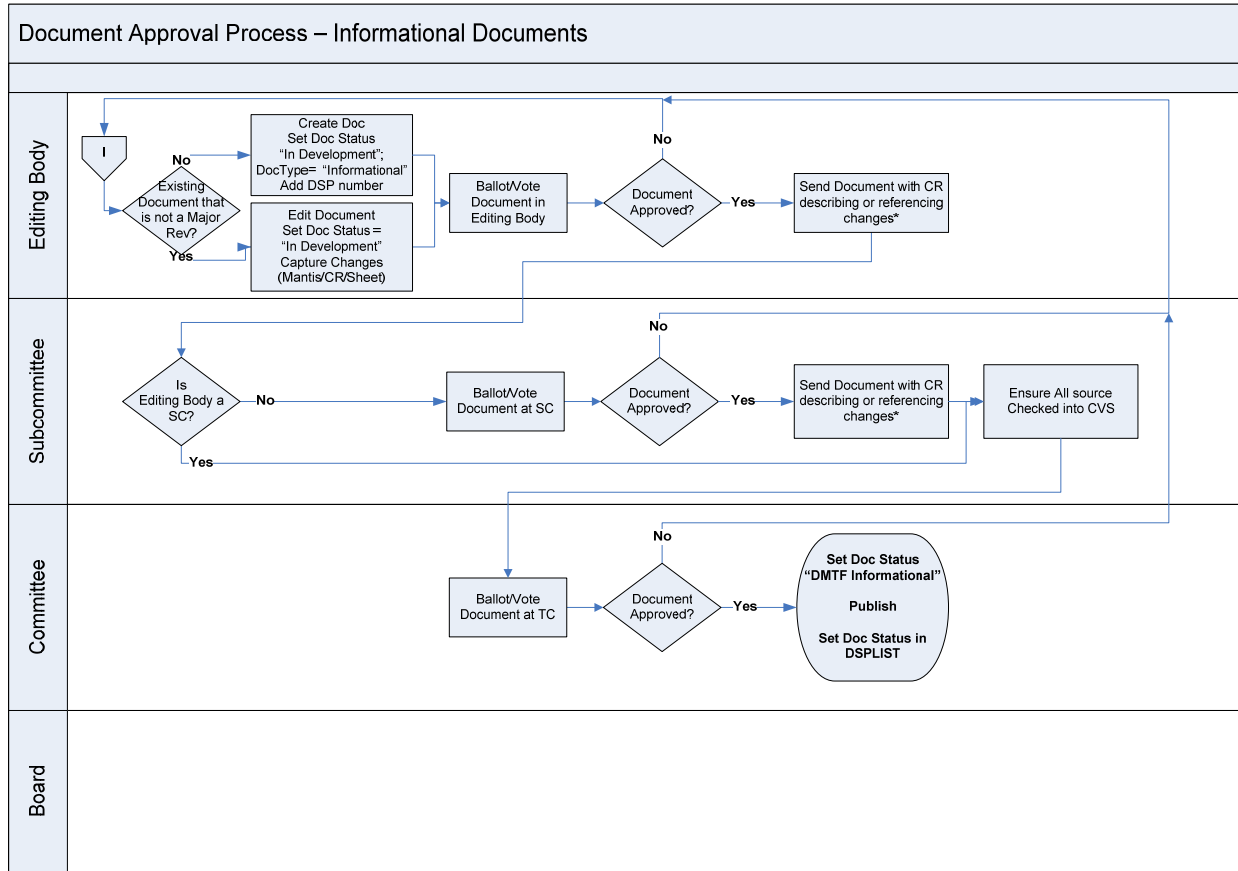 Document Approval Process – Informational Documents
Editing Body
I
Existing
Document that
is not a Major
Rev?
No
Yes
Create Doc
Set Doc Status
“In Development”;
DocType= “Informational”
Add DSP number
Edit Document
Set Doc Status =
“In Development”
Capture Changes
(Mantis/CR/Sheet)
Ballot/Vote
Document in
Editing Body
No
Document
Approved?
Yes
Send Document with CR
describing or referencing
changes*
Subcommittee
Is
Editing Body a
SC?
No
Yes
Ballot/Vote
Document at SC
No
Document
Approved?
Yes
Send Document with CR
describing or referencing
changes*
Ensure All source
Checked into CVS
Committee
Ballot/Vote
Document at TC
No
Document
Approved?
Yes
Set Doc Status
“DMTF Informational”
Publish
Set Doc Status in
DSPLIST
Board